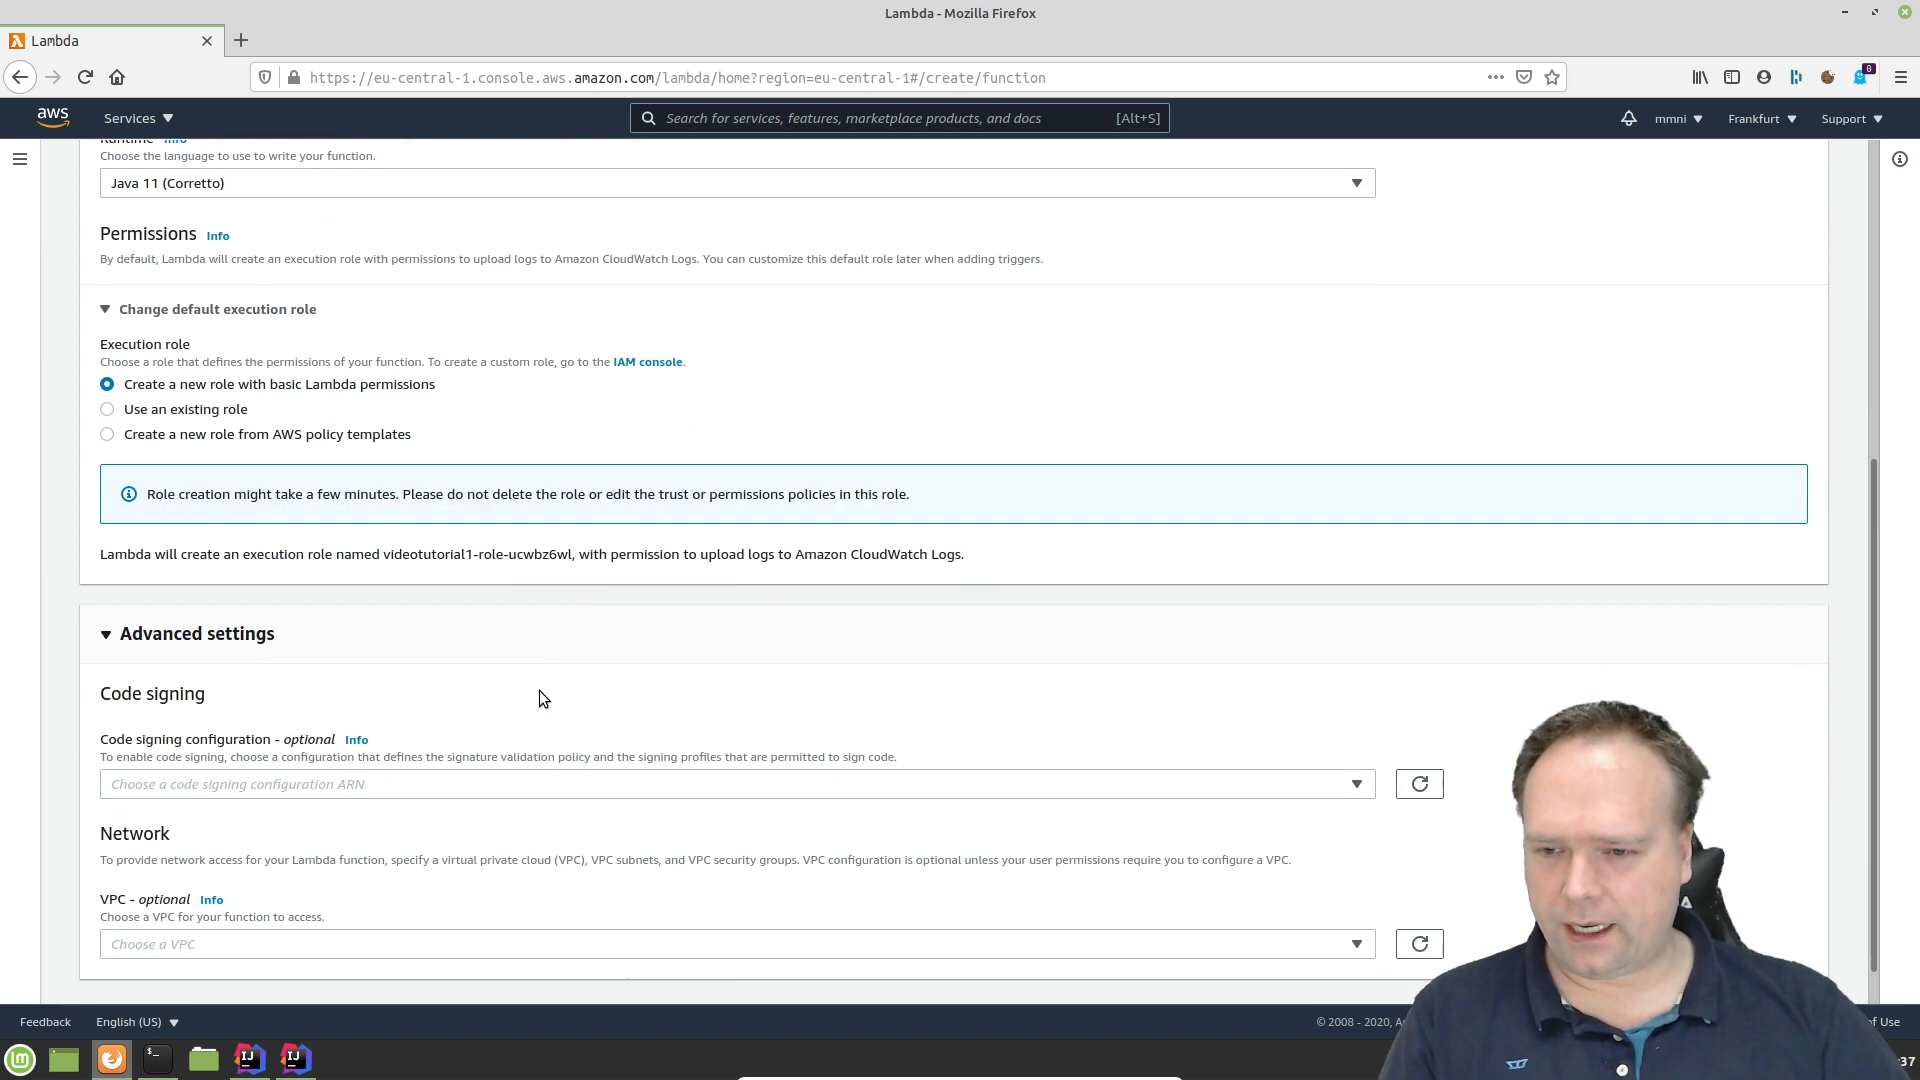 Lambda - Mozilla Firefox
Lambda
https://eu-central-1.console.aws.amazon.com/lambda/home?region=eu-central-1#/create/function
0
aws
Services
Search for services, features, marketplace products, and docs
[Alt+S]
mmni
Frankfurt
Support
Runtime Info
Choose the language to use to write your function.
Java 11 (Corretto)
Permissions Info
By default, Lambda will create an execution role with permissions to upload logs to Amazon CloudWatch Logs. You can customize this default role later when adding triggers.
Change default execution role
Execution role
Choose a role that defines the permissions of your function. To create a custom role, go to the IAM console.
Create a new role with basic Lambda permissions
Use an existing role
Create a new role from AWS policy templates
Role creation might take a few minutes. Please do not delete the role or edit the trust or permissions policies in this role.
Lambda will create an execution role named videotutorial1-role-ucwbz6wl, with permission to upload logs to Amazon CloudWatch Logs.
Advanced settings
Code signing
Code signing configuration - optional Info
To enable code signing, choose a configuration that defines the signature validation policy and the signing profiles that are permitted to sign code.
Choose a code signing configuration ARN
Network
To provide network access for your Lambda function, specify a virtual private cloud (VPC), VPC subnets, and VPC security groups. VPC configuration is optional unless your user permissions require you to configure a VPC.
VPC - optional Info
Choose a VPC for your function to access.
Choose a VPC
Feedback
English (US)
© 2008 - 2020,
of Use
IJ
IJ
37